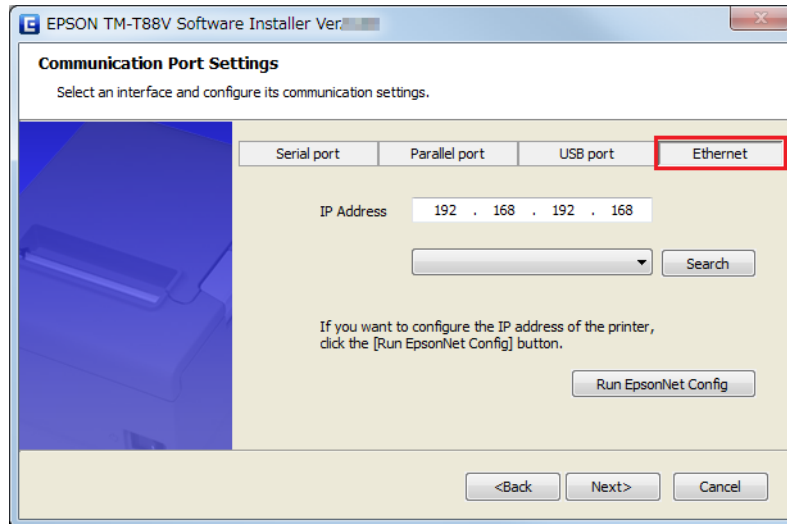 EPSON TM-T88V Software Installer Ver.
Communication Port Settings
Select an interface and configure its communication settings.
Serial port Parallel port USB port Ethernet
IP Address 192 . 168 . 192 . 168
Search
If you want to configure the IP address of the printer,
click the [Run EpsonNet Config] button.
Run EpsonNet Config
<Back Next> Cancel